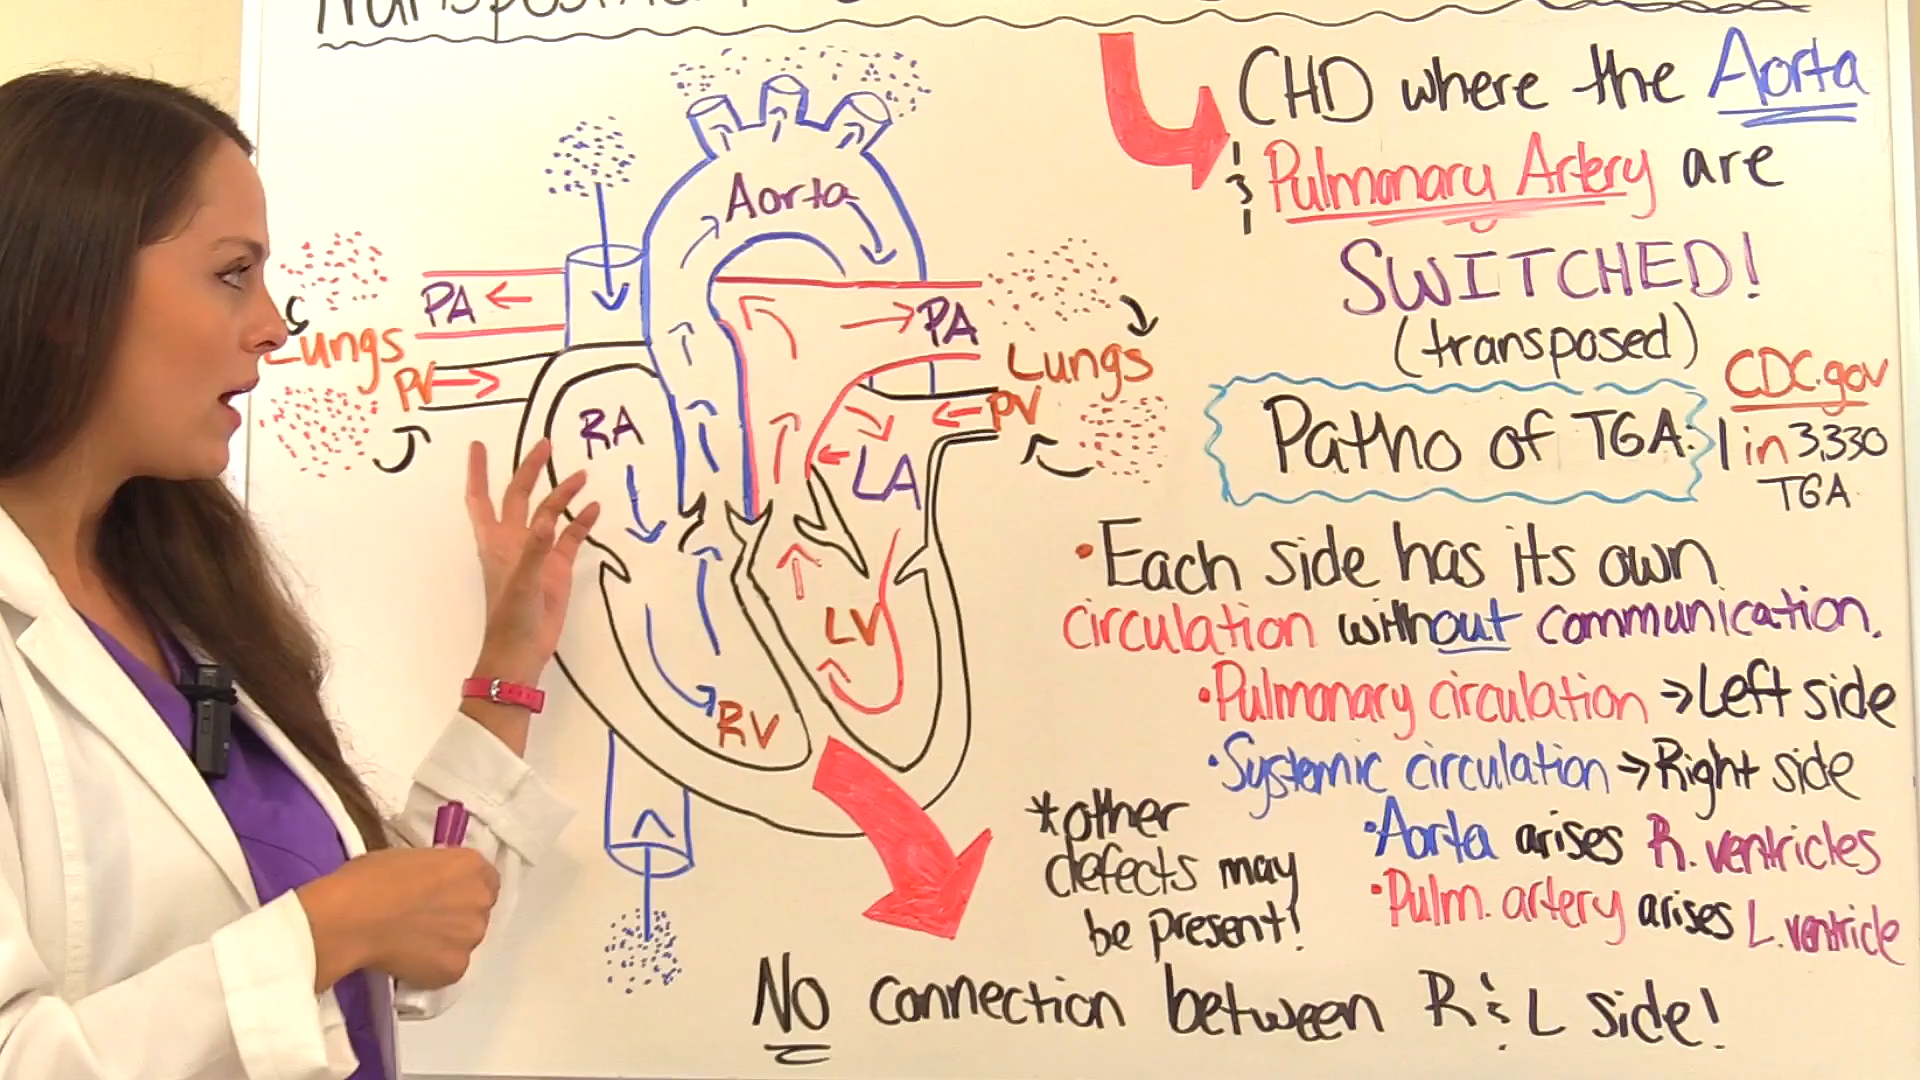 CHD where the Aorta
& Pulmonary Artery are
SWITCHED!
(transposed)
CDC.gov
1 in 3,330
TGA
Patho of TGA:
• Each side has its own
circulation without communication.
• Pulmonary circulation → Left side
• Systemic circulation → Right side
• Aorta arises R. ventricles
• Pulm. artery arises L. ventricle
* other
defects may
be present!
NO connection between R & L side!
Aorta
PA
PA
Lungs
Lungs
PV
PV
RA
LA
LV
RV